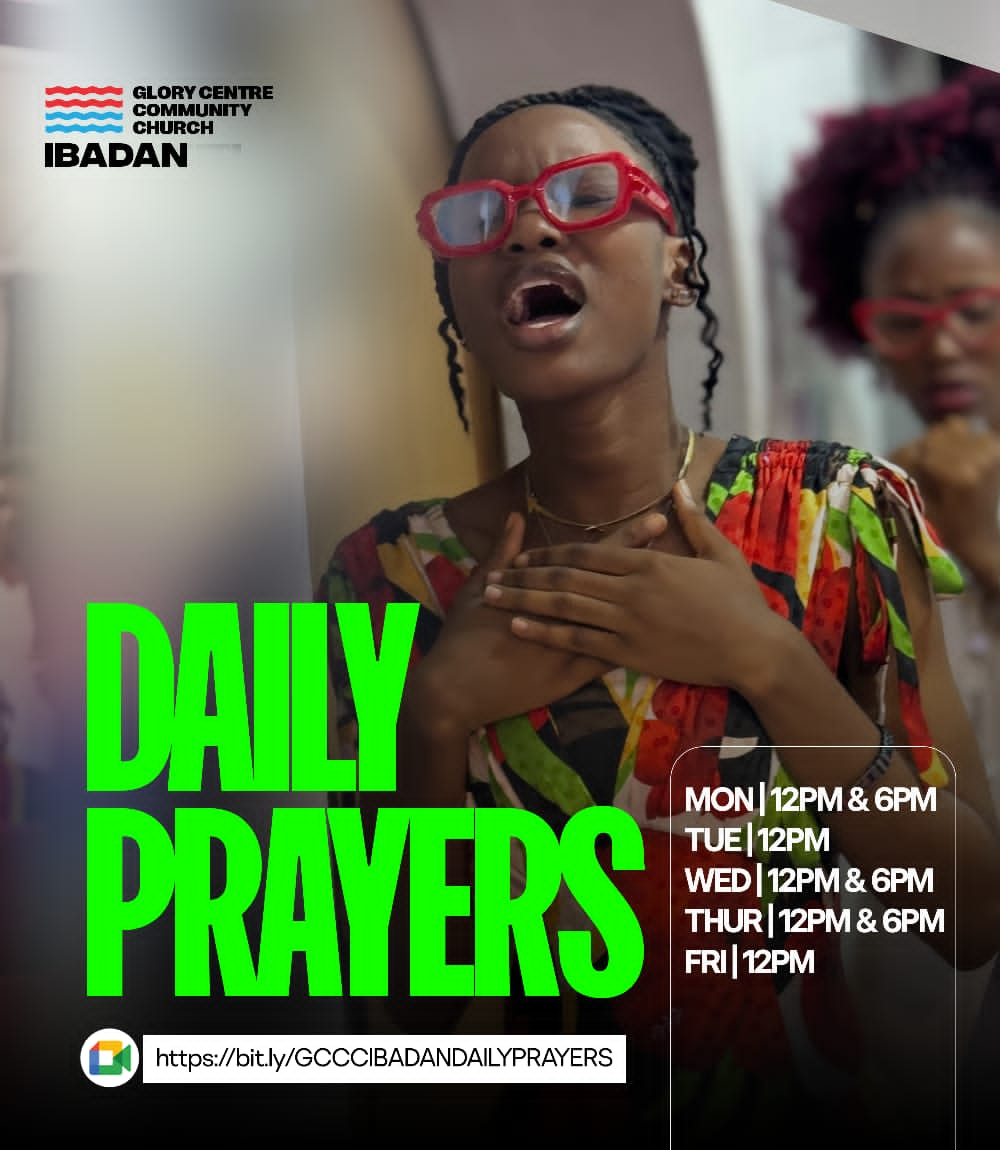 GLORY CENTRE
COMMUNITY
CHURCH
IBADAN
DAILY
PRAYERS
MON | 12PM & 6PM
TUE | 12PM
WED | 12PM & 6PM
THUR | 12PM & 6PM
FRI | 12PM
https://bit.ly/GCCCIBADANDAILYPRAYERS